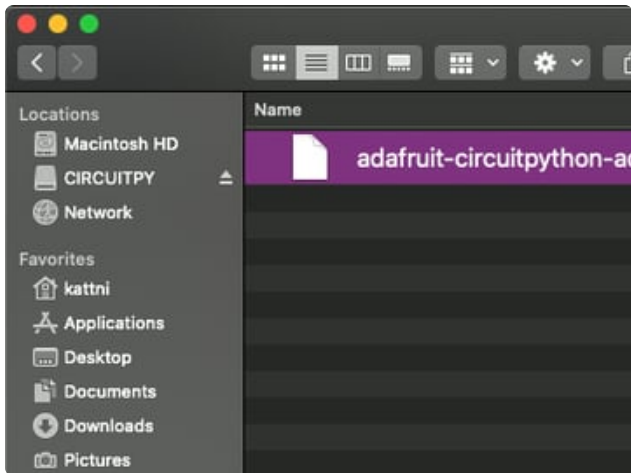 Locations
Macintosh HD
CIRCUITPY
Network
Favorites
kattni
Applications
Desktop
Documents
Downloads
Pictures
Name
adafruit-circuitpython-a